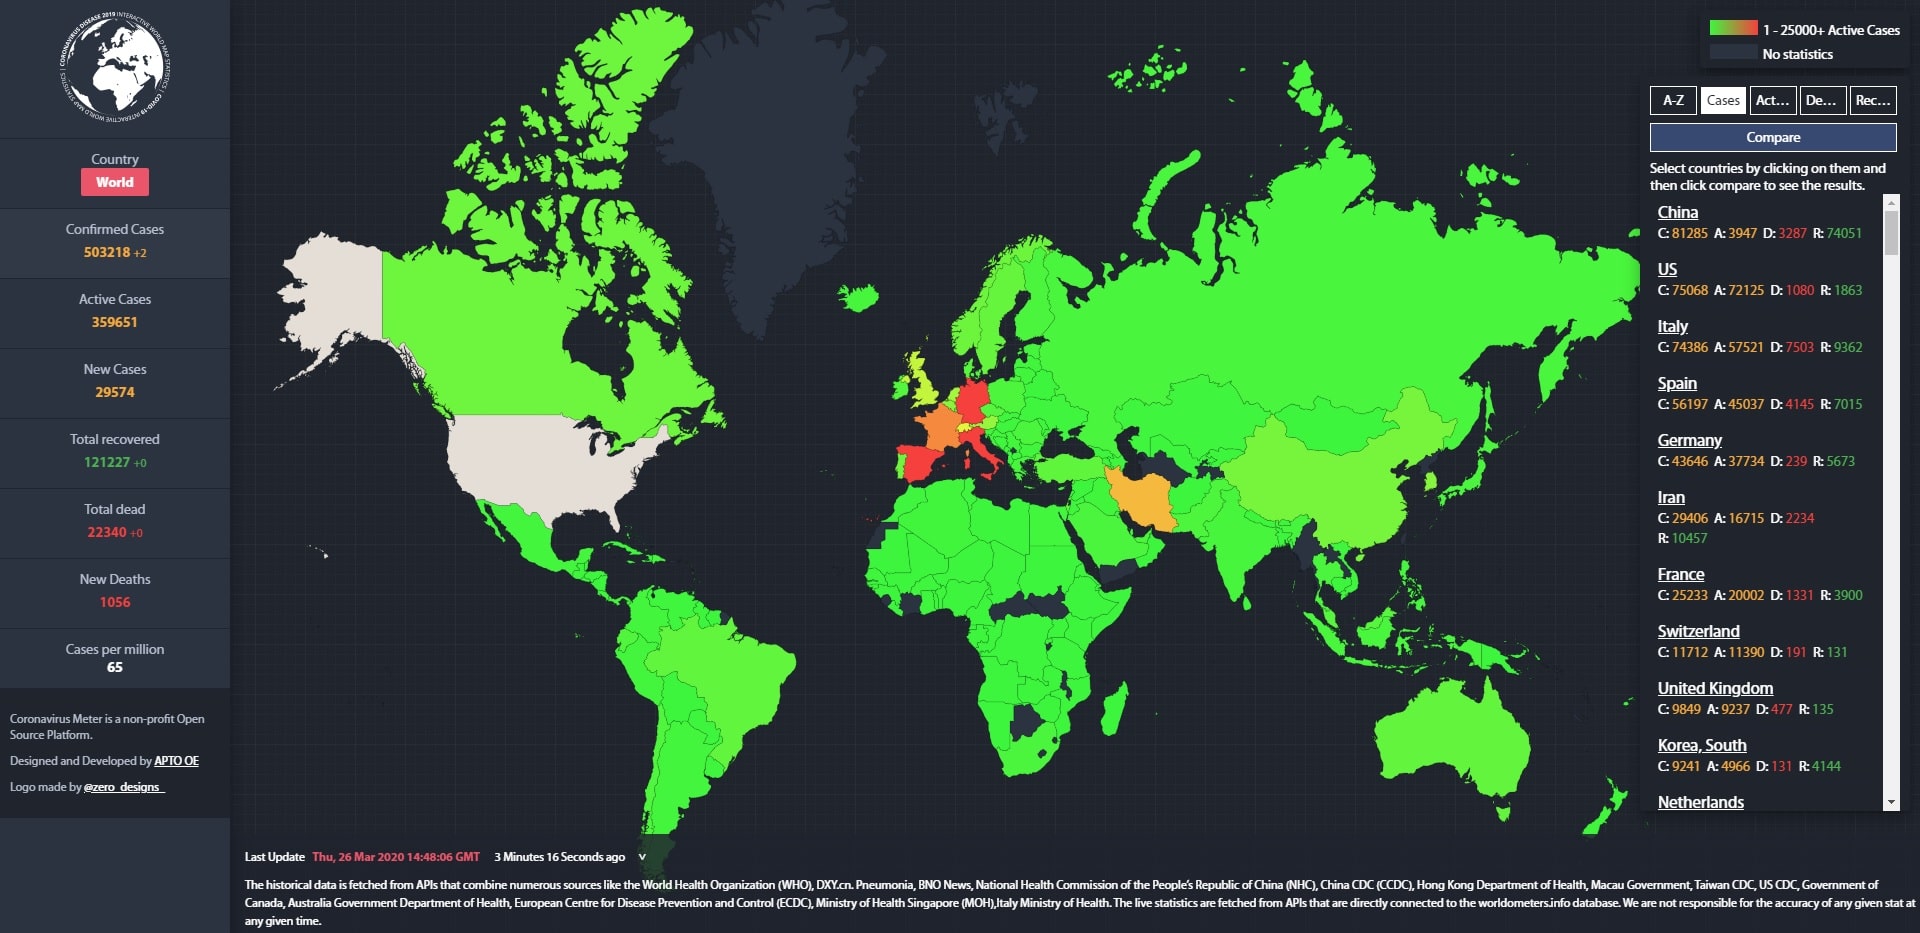 CORONAVIRUS DISEASE 2019 INTERACTIVE WORLD MAP STATISTICS | COVID-19 INTERACTIVE WORLD MAP STATISTICS |
Country
World
Confirmed Cases
503218 +2
Active Cases
359651
New Cases
29574
Total recovered
121227 +0
Total dead
22340 +0
New Deaths
1056
Cases per million
65
Coronavirus Meter is a non-profit Open
Source Platform.
Designed and Developed by APTO OE
Logo made by @zero_designs_
1 - 25000+ Active Cases
No statistics
A-Z Cases Act... De... Rec...
Compare
Select countries by clicking on them and
then click compare to see the results.
China
C: 81285 A: 3947 D: 3287 R: 74051
US
C: 75068 A: 72125 D: 1080 R: 1863
Italy
C: 74386 A: 57521 D: 7503 R: 9362
Spain
C: 56197 A: 45037 D: 4145 R: 7015
Germany
C: 43646 A: 37734 D: 239 R: 5673
Iran
C: 29406 A: 16715 D: 2234
R: 10457
France
C: 25233 A: 20002 D: 1331 R: 3900
Switzerland
C: 11712 A: 11390 D: 191 R: 131
United Kingdom
C: 9849 A: 9237 D: 477 R: 135
Korea, South
C: 9241 A: 4966 D: 131 R: 4144
Netherlands
Last Update Thu, 26 Mar 2020 14:48:06 GMT 3 Minutes 16 Seconds ago v
The historical data is fetched from APIs that combine numerous sources like the World Health Organization (WHO), DXY.cn. Pneumonia, BNO News, National Health Commission of the People's Republic of China (NHC), China CDC (CCDC), Hong Kong Department of Health, Macau Government, Taiwan CDC, US CDC, Government of
Canada, Australia Government Department of Health, European Centre for Disease Prevention and Control (ECDC), Ministry of Health Singapore (MOH),Italy Ministry of Health. The live statistics are fetched from APIs that are directly connected to the worldometers.info database. We are not responsible for the accuracy of any given stat at
any given time.